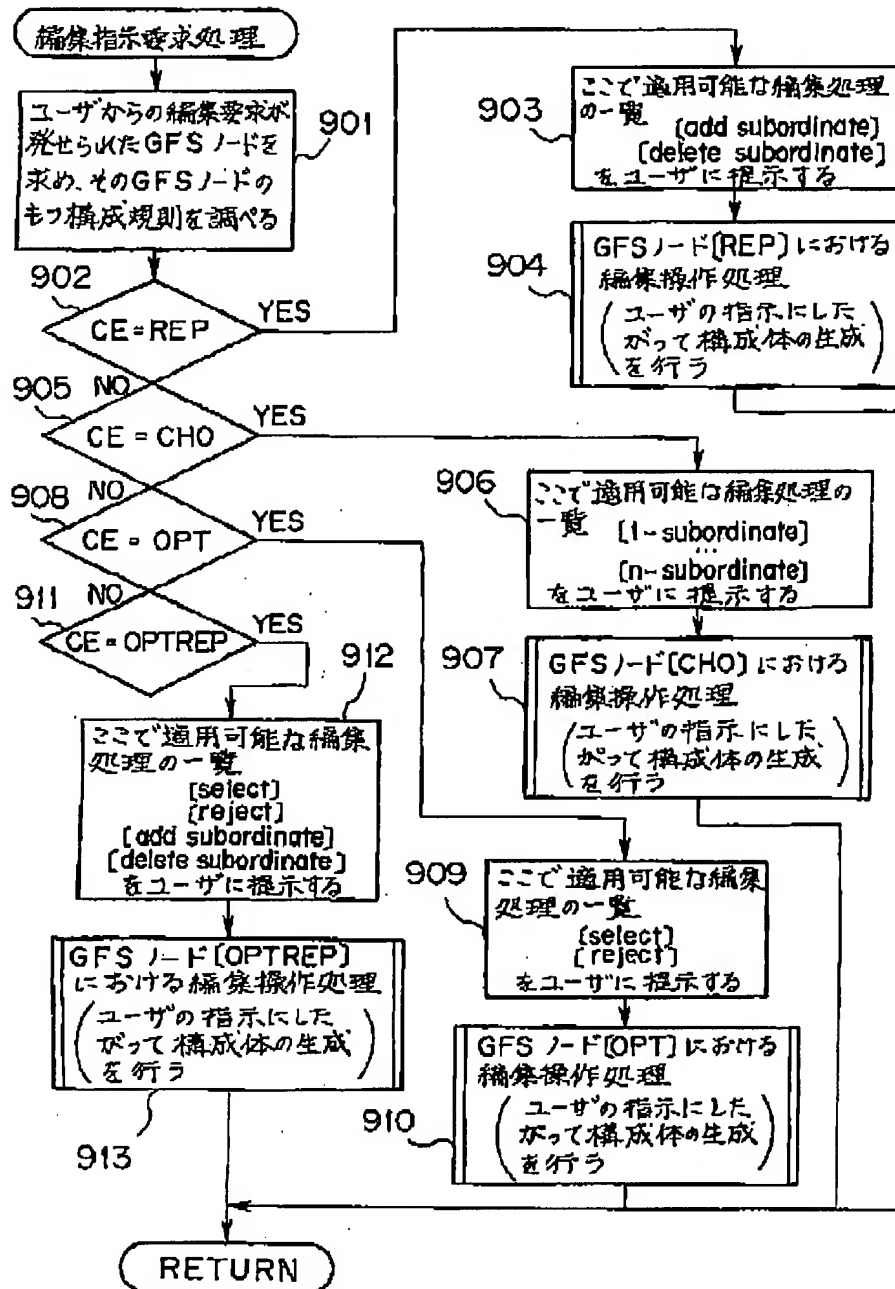 編集指示要求処理
ユーザからの編集要求が
発せられたGFSノードを
求め、そのGFSノードの
もつ構成規則を調べる
901
902
CE=REP
YES
NO
903
ここで適用可能な編集処理
の一覧
[add subordinate]
[delete subordinate]
をユーザに提示する
904
GFSノード[REP]における
編集操作処理
(ユーザの指示にした
がって構成体の生成
を行う)
905
CE=CHO
YES
NO
906
ここで適用可能な編集処理の
一覧
[1-subordinate]
...
[n-subordinate]
をユーザに提示する
907
GFSノード[CHO]における
編集操作処理
(ユーザの指示にした
がって構成体の生成
を行う)
908
CE=OPT
YES
NO
909
ここで適用可能な編集
処理の一覧
[select]
[reject]
をユーザに提示する
910
GFSノード[OPT]における
編集操作処理
(ユーザの指示にした
がって構成体の生成
を行う)
911
CE=OPTREP
YES
912
ここで適用可能な編集
処理の一覧
[select]
[reject]
[add subordinate]
[delete subordinate]
をユーザに提示する
GFSノード[OPTREP]
における編集操作処理
(ユーザの指示にした
がって構成体の生成
を行う)
913
RETURN